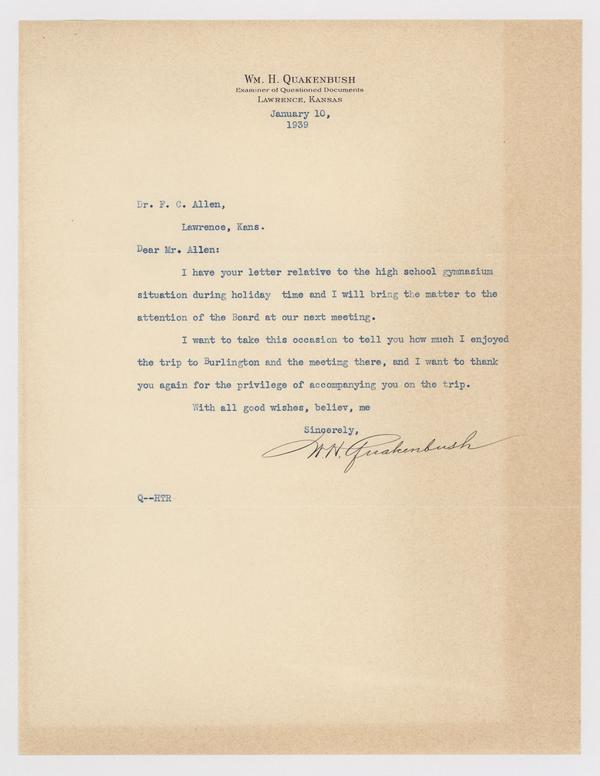 Wm. H. Quakenbush
Examiner of Questioned Documents
Lawrence, Kansas
January 10,
1939
Dr. F. C. Allen,
Lawrence, Kans.
Dear Mr. Allen:
I have your letter relative to the high school gymnasium
situation during holiday time and I will bring the matter to the
attention of the Board at our next meeting.
I want to take this occasion to tell you how much I enjoyed
the trip to Burlington and the meeting there, and I want to thank
you again for the privilege of accompanying you on the trip.
With all good wishes, believ, me
Sincerely,
W. H. Quakenbush
Q--HTR